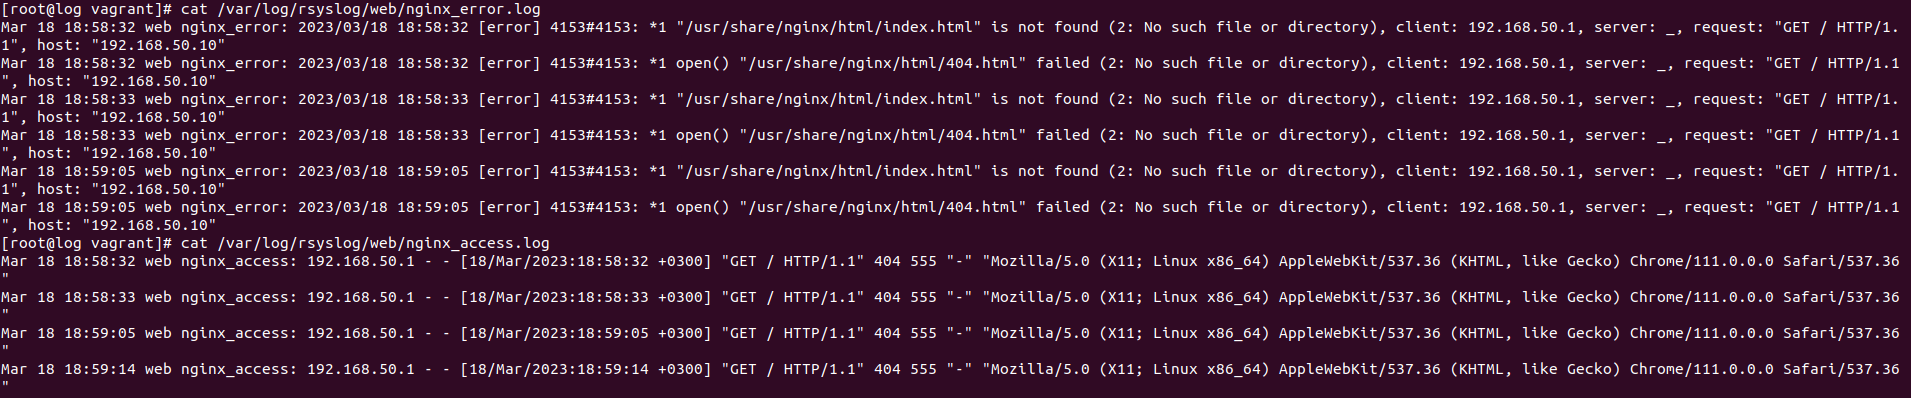 [root@log vagrant]# cat /var/log/rsyslog/web/nginx_error.log
Mar 18 18:58:32 web nginx_error: 2023/03/18 18:58:32 [error] 4153#4153: *1 "/usr/share/nginx/html/index.html" is not found (2: No such file or directory), client: 192.168.50.1, server: _, request: "GET / HTTP/1.
1", host: "192.168.50.10"
Mar 18 18:58:32 web nginx_error: 2023/03/18 18:58:32 [error] 4153#4153: *1 open() "/usr/share/nginx/html/404.html" failed (2: No such file or directory), client: 192.168.50.1, server: _, request: "GET / HTTP/1.1
", host: "192.168.50.10"
Mar 18 18:58:33 web nginx_error: 2023/03/18 18:58:33 [error] 4153#4153: *1 "/usr/share/nginx/html/index.html" is not found (2: No such file or directory), client: 192.168.50.1, server: _, request: "GET / HTTP/1.
1", host: "192.168.50.10"
Mar 18 18:58:33 web nginx_error: 2023/03/18 18:58:33 [error] 4153#4153: *1 open() "/usr/share/nginx/html/404.html" failed (2: No such file or directory), client: 192.168.50.1, server: _, request: "GET / HTTP/1.1
", host: "192.168.50.10"
Mar 18 18:59:05 web nginx_error: 2023/03/18 18:59:05 [error] 4153#4153: *1 "/usr/share/nginx/html/index.html" is not found (2: No such file or directory), client: 192.168.50.1, server: _, request: "GET / HTTP/1.
1", host: "192.168.50.10"
Mar 18 18:59:05 web nginx_error: 2023/03/18 18:59:05 [error] 4153#4153: *1 open() "/usr/share/nginx/html/404.html" failed (2: No such file or directory), client: 192.168.50.1, server: _, request: "GET / HTTP/1.1
", host: "192.168.50.10"
[root@log vagrant]# cat /var/log/rsyslog/web/nginx_access.log
Mar 18 18:58:32 web nginx_access: 192.168.50.1 - - [18/Mar/2023:18:58:32 +0300] "GET / HTTP/1.1" 404 555 "-" "Mozilla/5.0 (X11; Linux x86_64) AppleWebKit/537.36 (KHTML, like Gecko) Chrome/111.0.0.0 Safari/537.36
"
Mar 18 18:58:33 web nginx_access: 192.168.50.1 - - [18/Mar/2023:18:58:33 +0300] "GET / HTTP/1.1" 404 555 "-" "Mozilla/5.0 (X11; Linux x86_64) AppleWebKit/537.36 (KHTML, like Gecko) Chrome/111.0.0.0 Safari/537.36
"
Mar 18 18:59:05 web nginx_access: 192.168.50.1 - - [18/Mar/2023:18:59:05 +0300] "GET / HTTP/1.1" 404 555 "-" "Mozilla/5.0 (X11; Linux x86_64) AppleWebKit/537.36 (KHTML, like Gecko) Chrome/111.0.0.0 Safari/537.36
"
Mar 18 18:59:14 web nginx_access: 192.168.50.1 - - [18/Mar/2023:18:59:14 +0300] "GET / HTTP/1.1" 404 555 "-" "Mozilla/5.0 (X11; Linux x86_64) AppleWebKit/537.36 (KHTML, like Gecko) Chrome/111.0.0.0 Safari/537.36
"